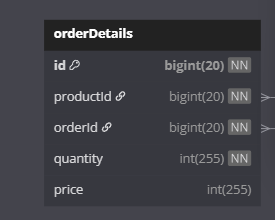 orderDetails
id bigint(20) NN
productId bigint(20) NN
orderId bigint(20) NN
quantity int(255) NN
price int(255)